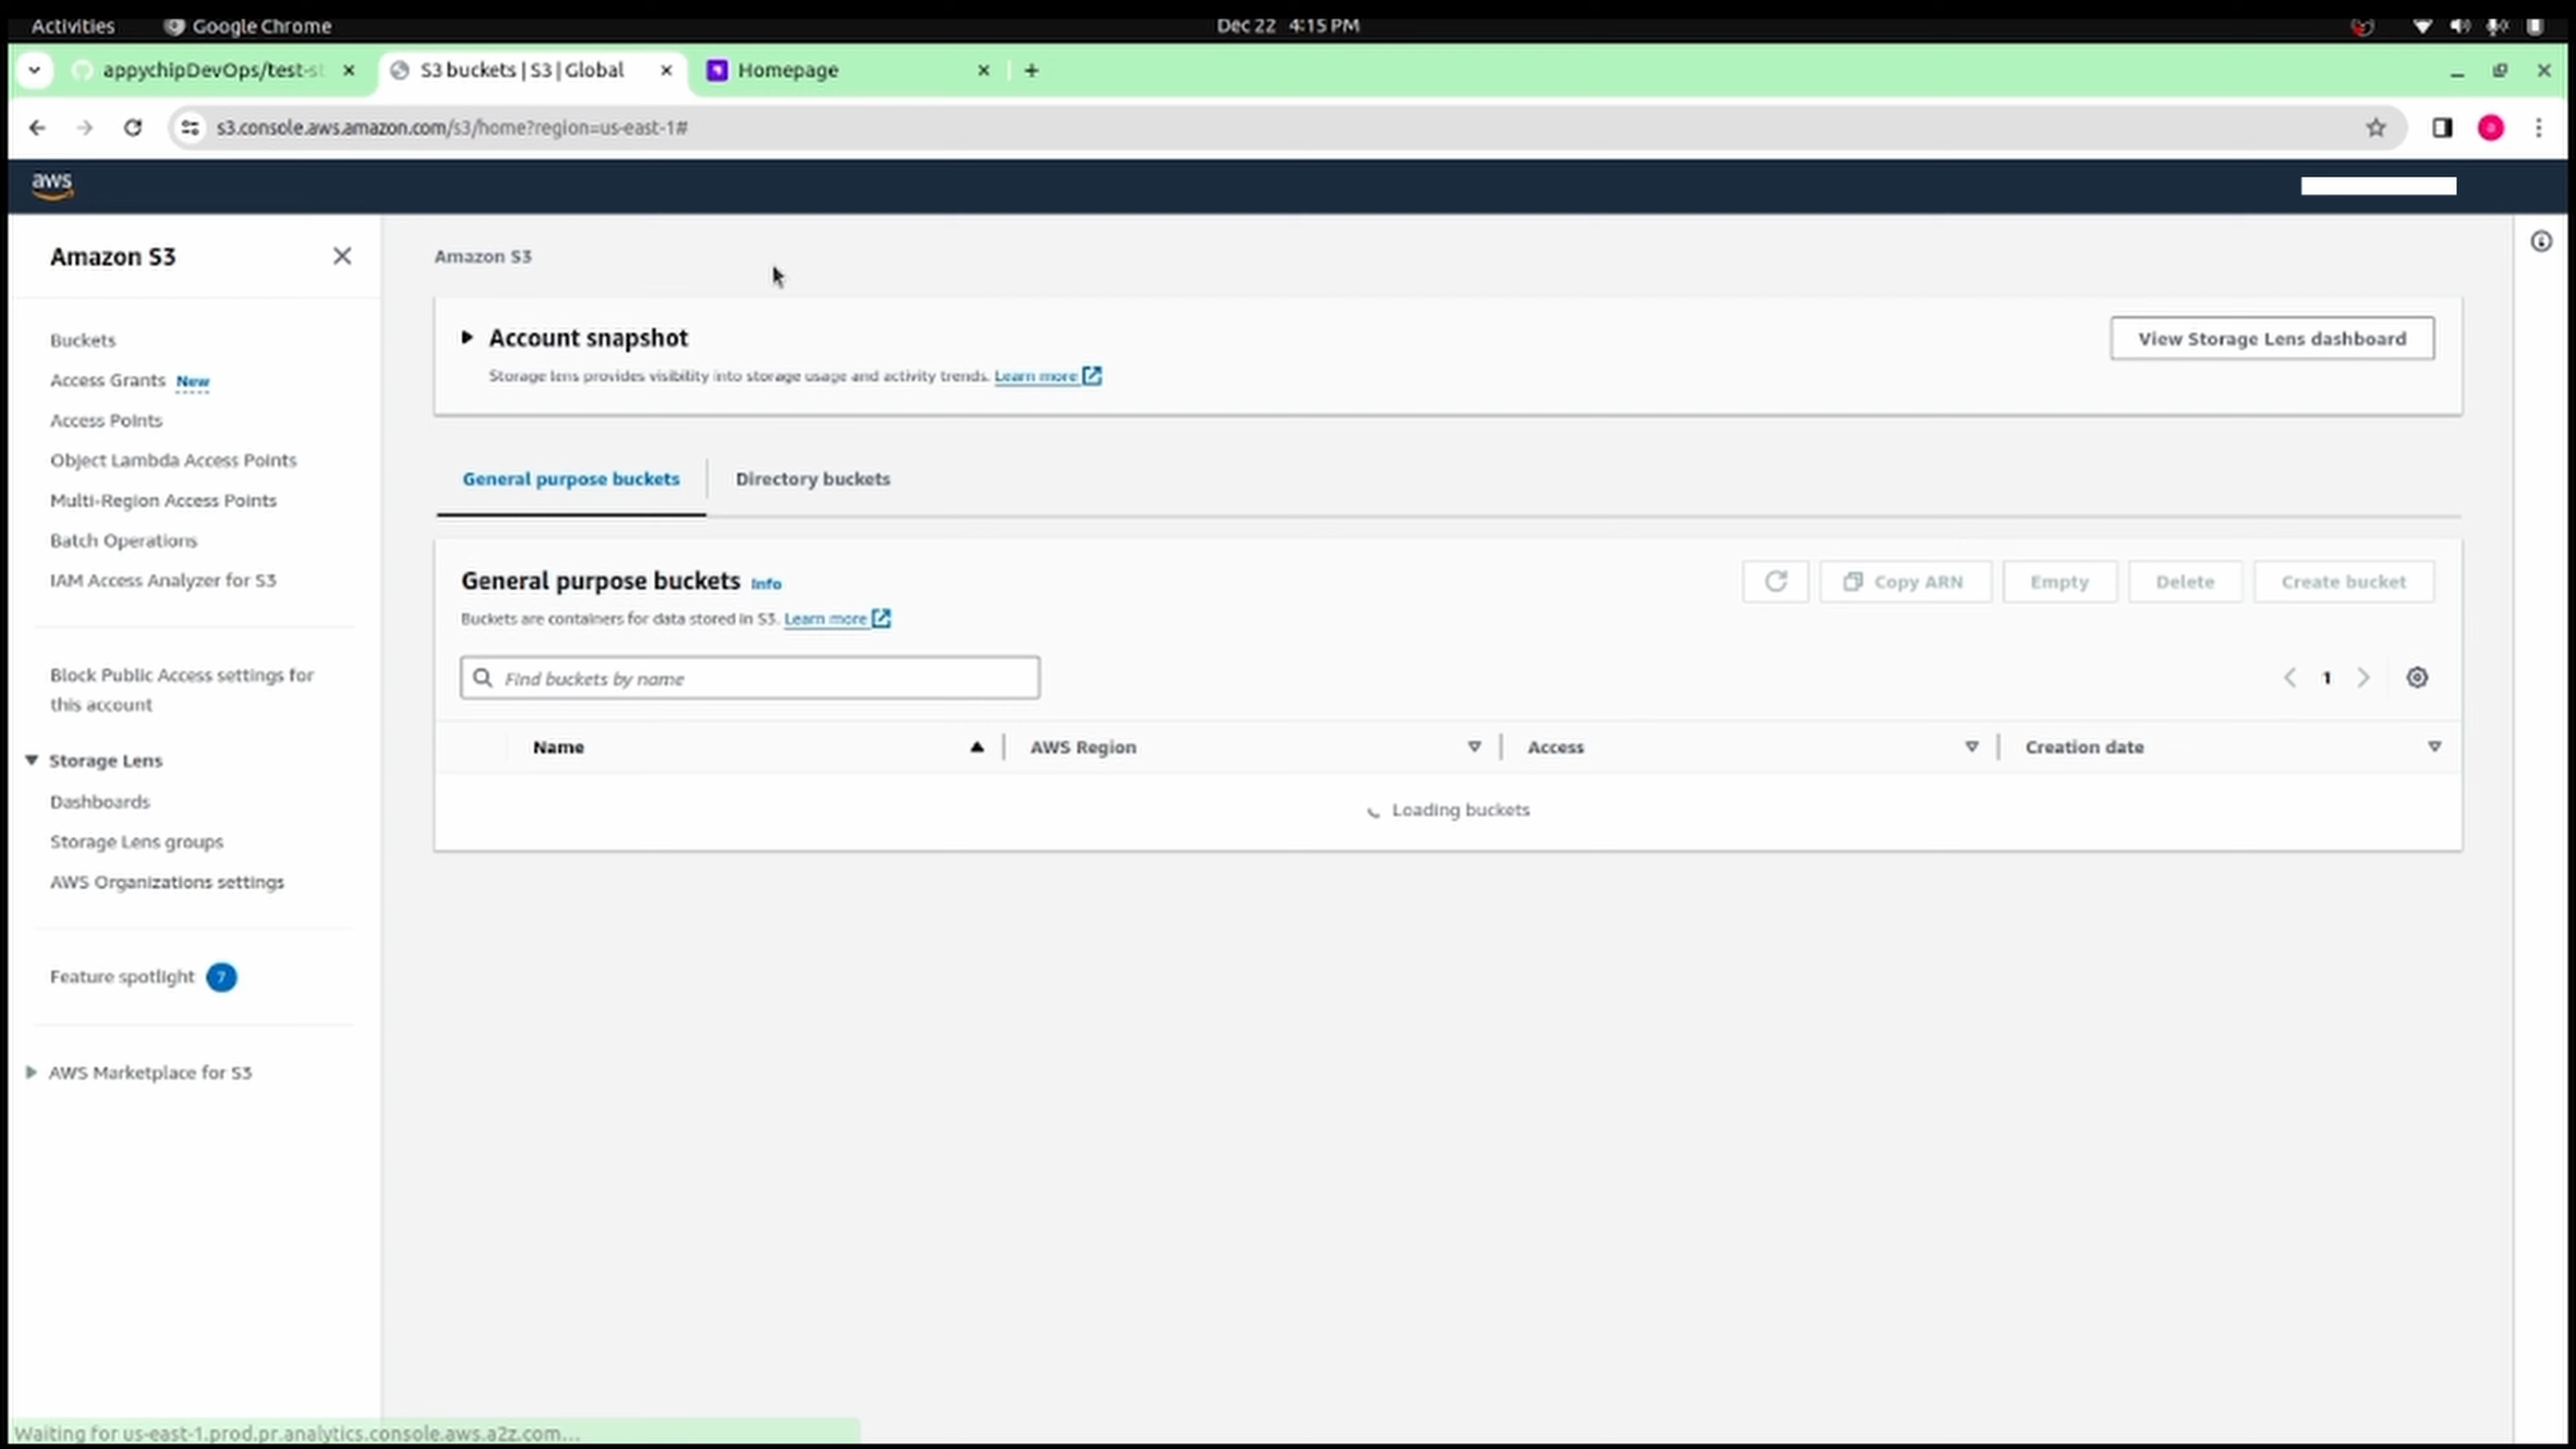 Activities Google Chrome Dec 22 4:15 PM
appychipDevOps/test-st S3 buckets | S3 | Global Homepage
s3.console.aws.amazon.com/s3/home?region=us-east-1#
a
aws
Amazon S3
Buckets
Access Grants New
Access Points
Object Lambda Access Points
Multi-Region Access Points
Batch Operations
IAM Access Analyzer for S3
Block Public Access settings for
this account
Storage Lens
Dashboards
Storage Lens groups
AWS Organizations settings
Feature spotlight 7
AWS Marketplace for S3
Amazon S3
Account snapshot
View Storage Lens dashboard
Storage lens provides visibility into storage usage and activity trends. Learn more
General purpose buckets Directory buckets
General purpose buckets Info
Copy ARN Empty Delete Create bucket
Buckets are containers for data stored in S3. Learn more
Find buckets by name
1
Name AWS Region Access Creation date
Loading buckets
Waiting for us-east-1.prod.pr.analytics.console.aws.a2z.com...